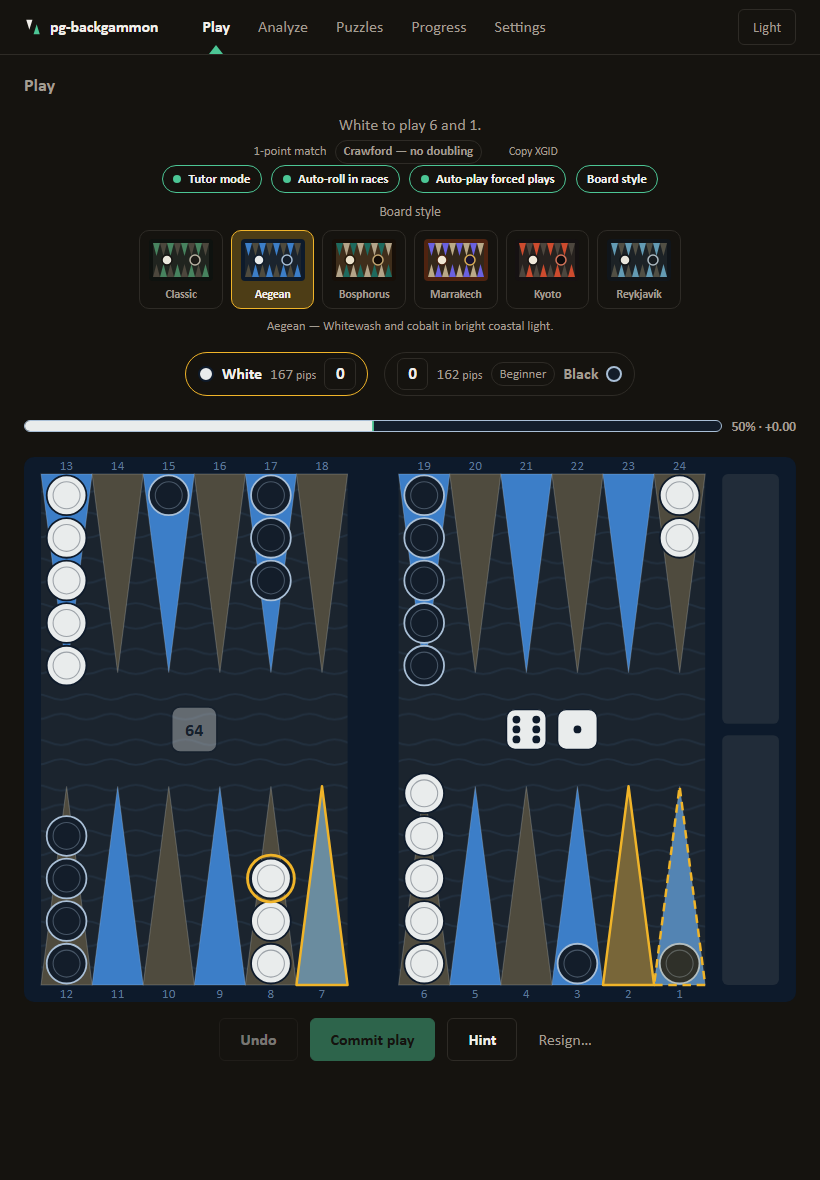 pg-backgammon Play Analyze Puzzles Progress Settings Light
Play
White to play 6 and 1.
1-point match Crawford — no doubling Copy XGID
Tutor mode Auto-roll in races Auto-play forced plays Board style
Board style
Classic Aegean Bosphorus Marrakech Kyoto Reykjavík
Aegean — Whitewash and cobalt in bright coastal light.
White 167 pips 0 0 162 pips Beginner Black
50% · +0.00
13 14 15 16 17 18 19 20 21 22 23 24
64
12 11 10 9 8 7 6 5 4 3 2 1
Undo Commit play Hint Resign...